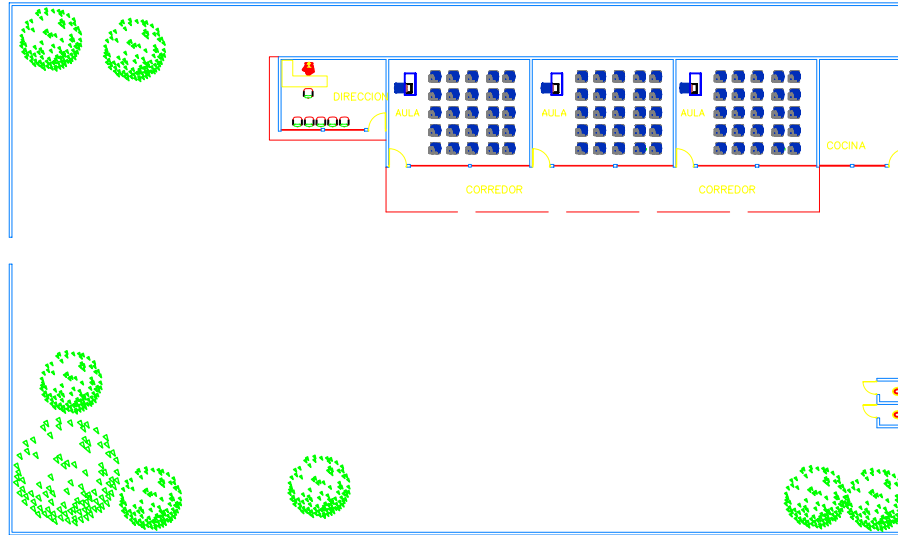 DIRECCION
AULA
AULA
AULA
COCINA
CORREDOR
CORREDOR